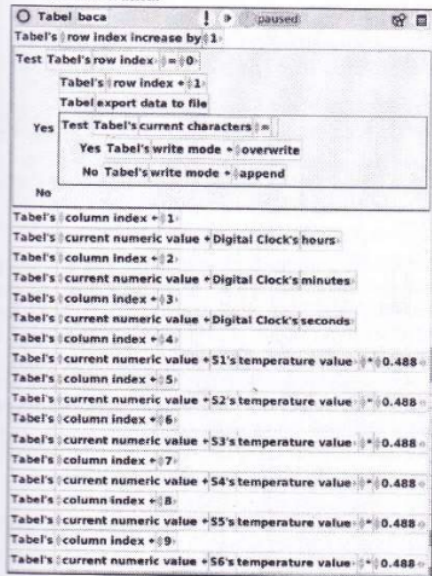 Tabel baca ! paused
Tabel's row index increase by 1
Test Tabel's row index = 0
Tabel's row index ← 1
Tabel export data to file
Yes Test Tabel's current characters =
Yes Tabel's write mode ← overwrite
No Tabel's write mode ← append
No
Tabel's column index ← 1
Tabel's current numeric value ← Digital Clock's hours
Tabel's column index ← 2
Tabel's current numeric value ← Digital Clock's minutes
Tabel's column index ← 3
Tabel's current numeric value ← Digital Clock's seconds
Tabel's column index ← 4
Tabel's current numeric value ← S1's temperature value * 0.488
Tabel's column index ← 5
Tabel's current numeric value ← S2's temperature value * 0.488
Tabel's column index ← 6
Tabel's current numeric value ← S3's temperature value * 0.488
Tabel's column index ← 7
Tabel's current numeric value ← S4's temperature value * 0.488
Tabel's column index ← 8
Tabel's current numeric value ← S5's temperature value * 0.488
Tabel's column index ← 9
Tabel's current numeric value ← S6's temperature value * 0.488